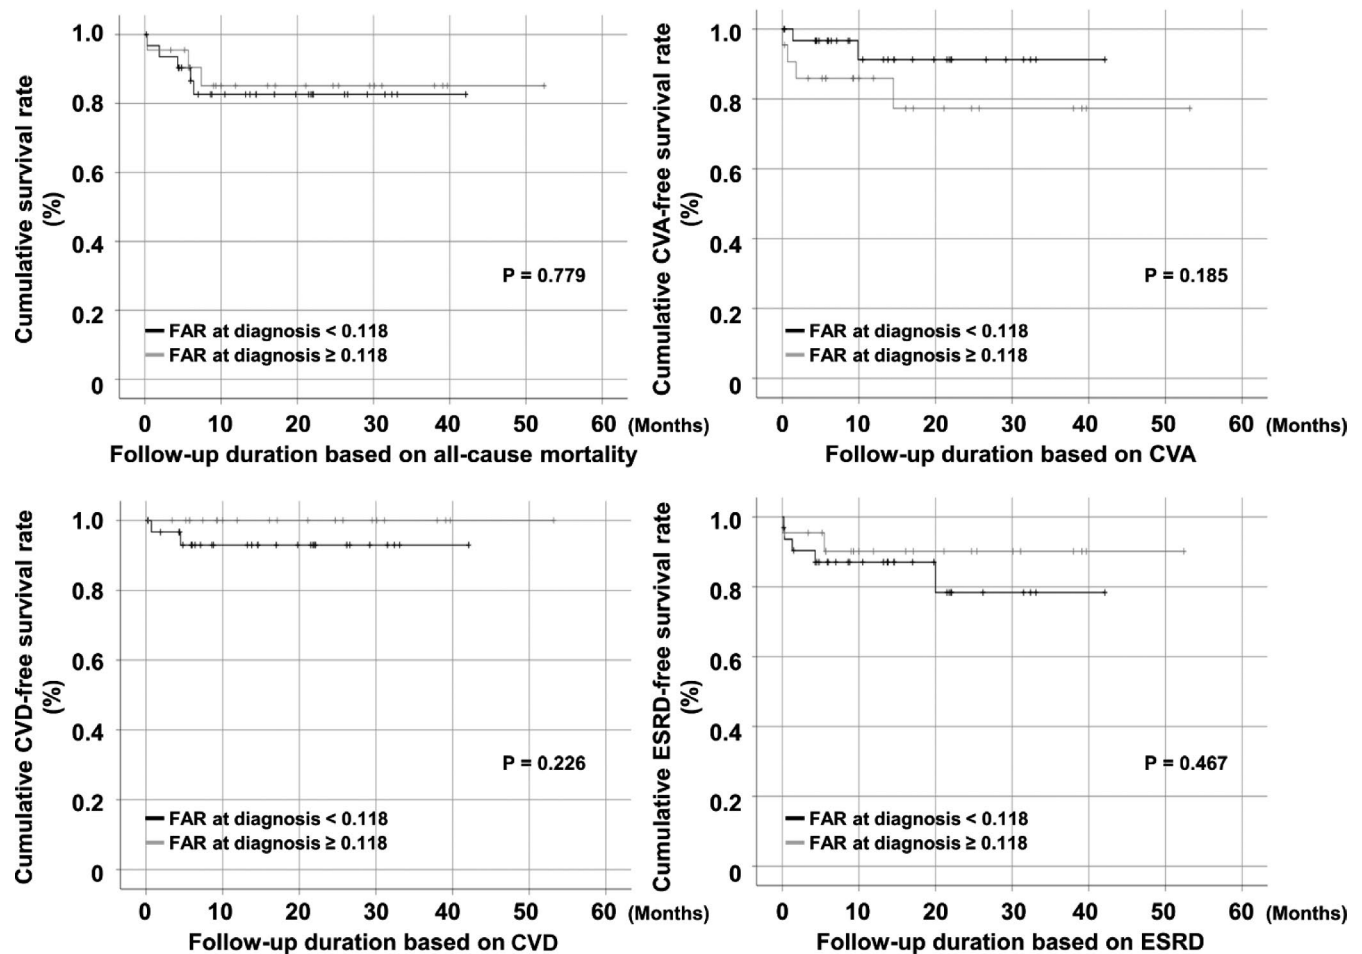 Cumulative survival rate
(%)
1.0
0.8
0.6
0.4
0.2
0
P = 0.779
FAR at diagnosis < 0.118
FAR at diagnosis ≥ 0.118
0 10 20 30 40 50 60 (Months)
Follow-up duration based on all-cause mortality
Cumulative CVA-free survival rate
(%)
1.0
0.8
0.6
0.4
0.2
0
P = 0.185
FAR at diagnosis < 0.118
FAR at diagnosis ≥ 0.118
0 10 20 30 40 50 60 (Months)
Follow-up duration based on CVA
Cumulative CVD-free survival rate
(%)
1.0
0.8
0.6
0.4
0.2
0
P = 0.226
FAR at diagnosis < 0.118
FAR at diagnosis ≥ 0.118
0 10 20 30 40 50 60 (Months)
Follow-up duration based on CVD
Cumulative ESRD-free survival rate
(%)
1.0
0.8
0.6
0.4
0.2
0
P = 0.467
FAR at diagnosis < 0.118
FAR at diagnosis ≥ 0.118
0 10 20 30 40 50 60 (Months)
Follow-up duration based on ESRD